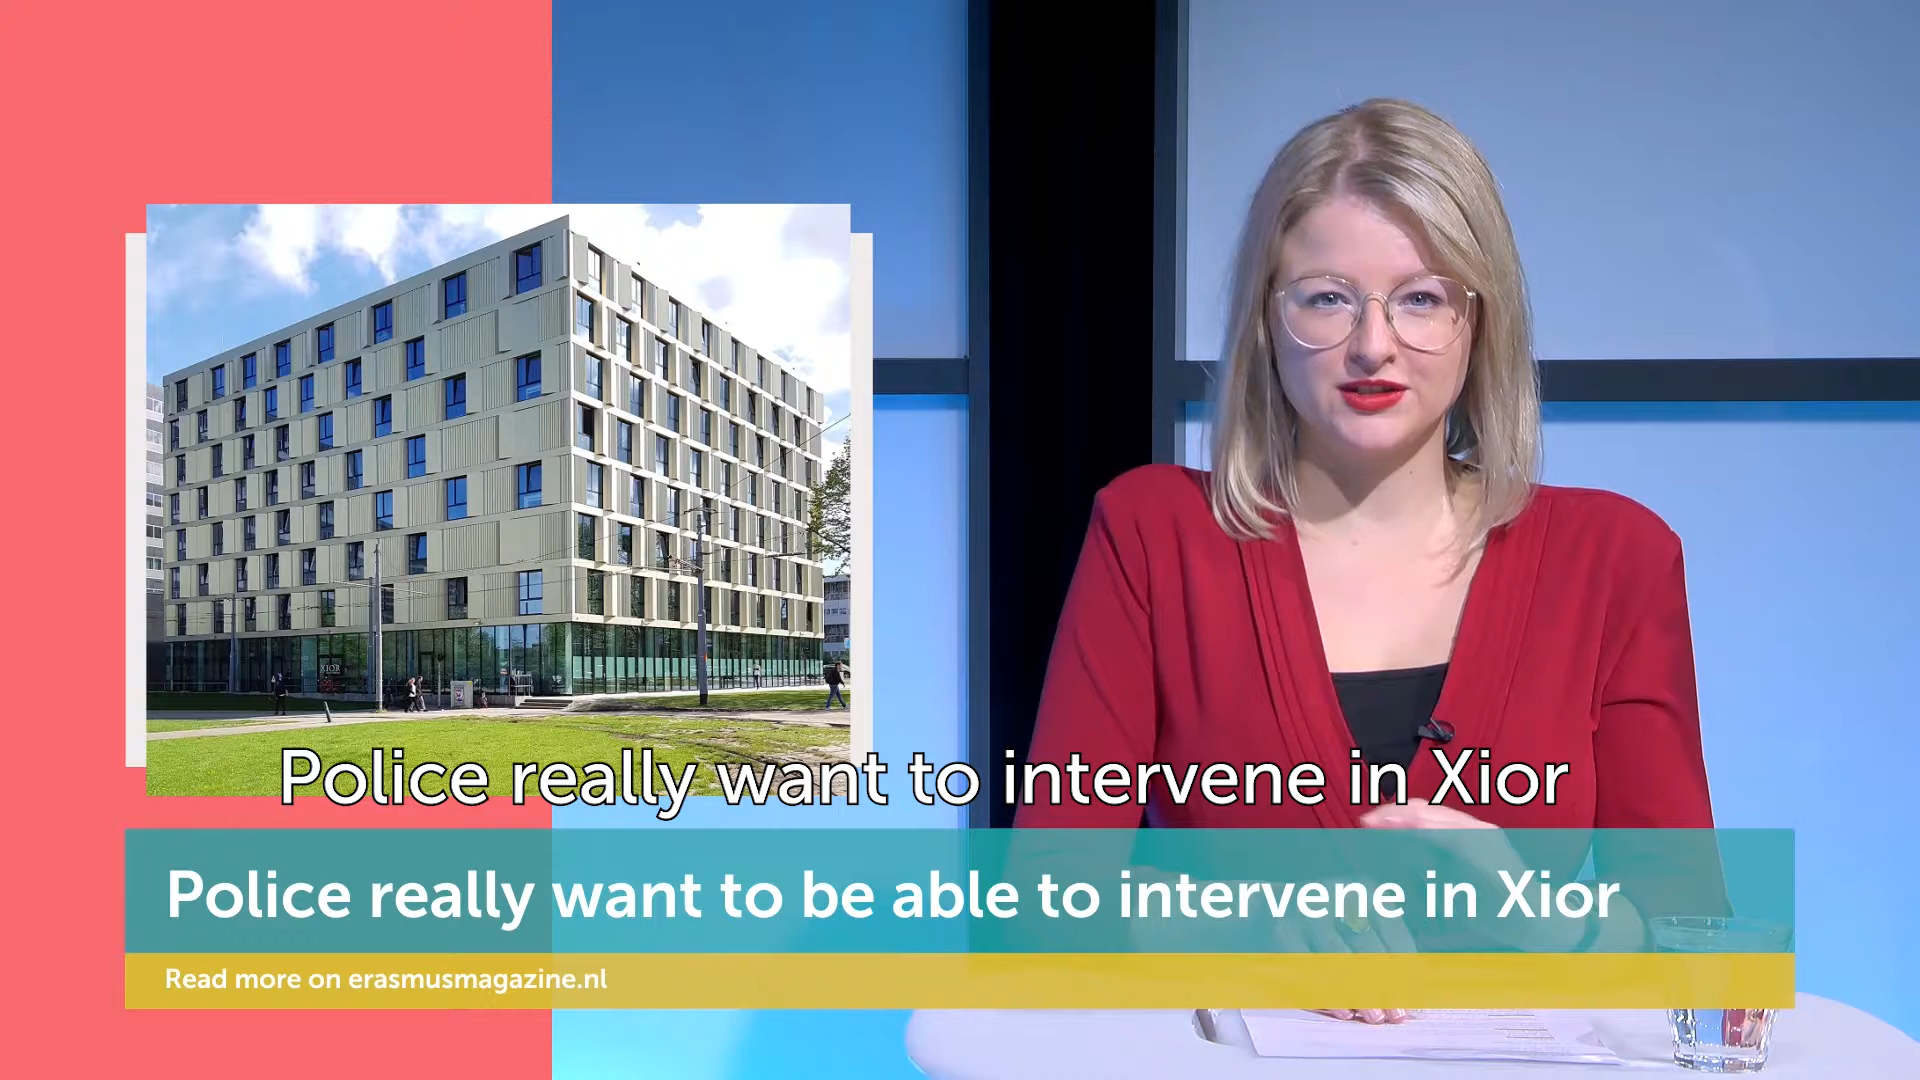 XIOR
Police really want to intervene in Xior
Police really want to be able to intervene in Xior
Read more on erasmusmagazine.nl